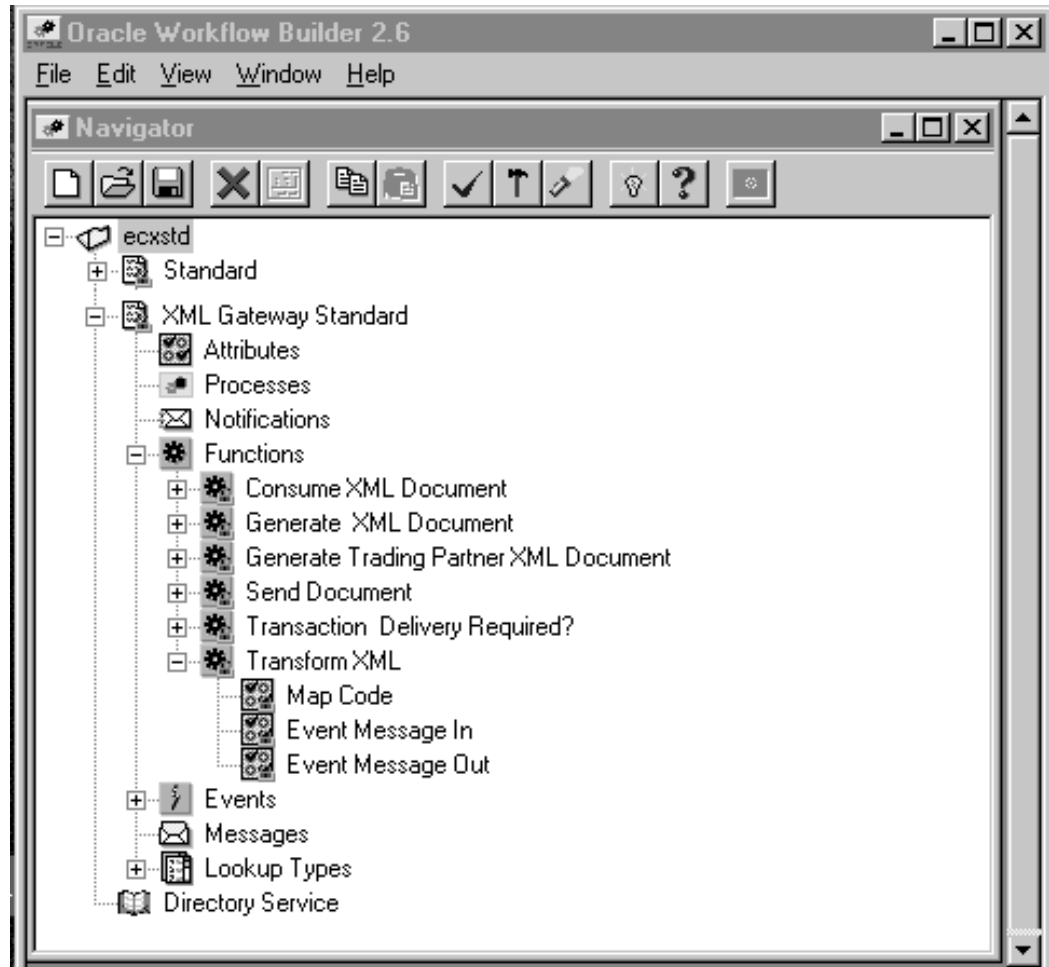 Oracle Workflow Builder 2.6
File Edit View Window Help
Navigator
ecxstd
Standard
XML Gateway Standard
Attributes
Processes
Notifications
Functions
Consume XML Document
Generate XML Document
Generate Trading Partner XML Document
Send Document
Transaction Delivery Required?
Transform XML
Map Code
Event Message In
Event Message Out
Events
Messages
Lookup Types
Directory Service